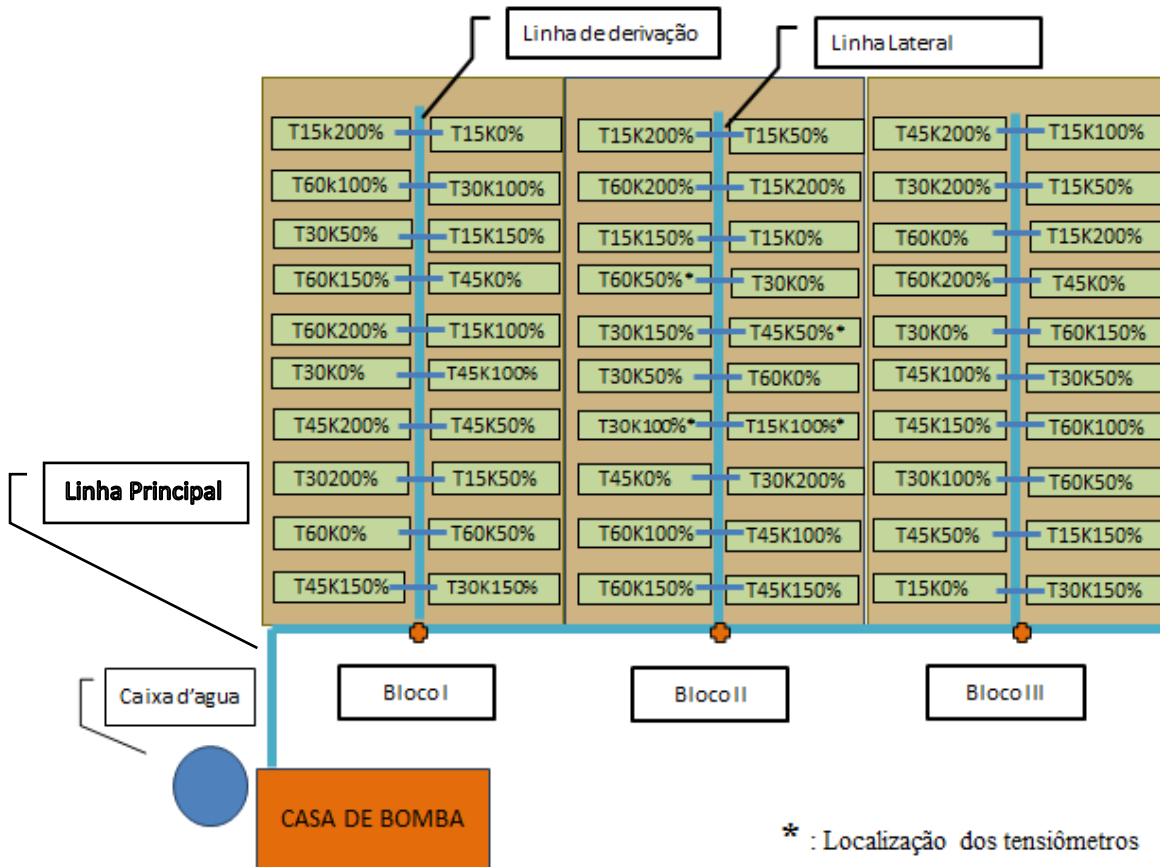 Linha de derivação
Linha Lateral
T15k200% T15K0% T15K200% T15K50% T45K200% T15K100%
T60k100% T30K100% T60K200% T15K200% T30K200% T15K50%
T30K50% T15K150% T15K150% T15K0% T60K0% T15K200%
T60K150% T45K0% T60K50%* T30K0% T60K200% T45K0%
T60K200% T15K100% T30K150% T45K50%* T30K0% T60K150%
T30K0% T45K100% T30K50% T60K0% T45K100% T30K50%
T45K200% T45K50% T30K100%* T15K100%* T45K150% T60K100%
T30200% T15K50% T45K0% T30K200% T30K100% T60K50%
T60K0% T60K50% T60K100% T45K100% T45K50% T15K150%
T45K150% T30K150% T60K150% T45K150% T15K0% T30K150%
Linha Principal
Caixa d'agua
Bloco I
Bloco II
Bloco III
CASA DE BOMBA
* : Localização dos tensiômetros